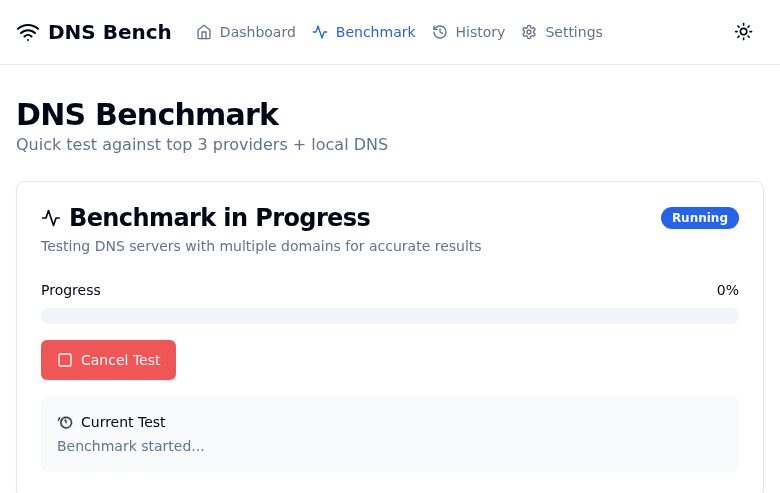 DNS Bench Dashboard Benchmark History Settings
DNS Benchmark
Quick test against top 3 providers + local DNS
Benchmark in Progress Running
Testing DNS servers with multiple domains for accurate results
Progress 0%
Cancel Test
Current Test
Benchmark started...